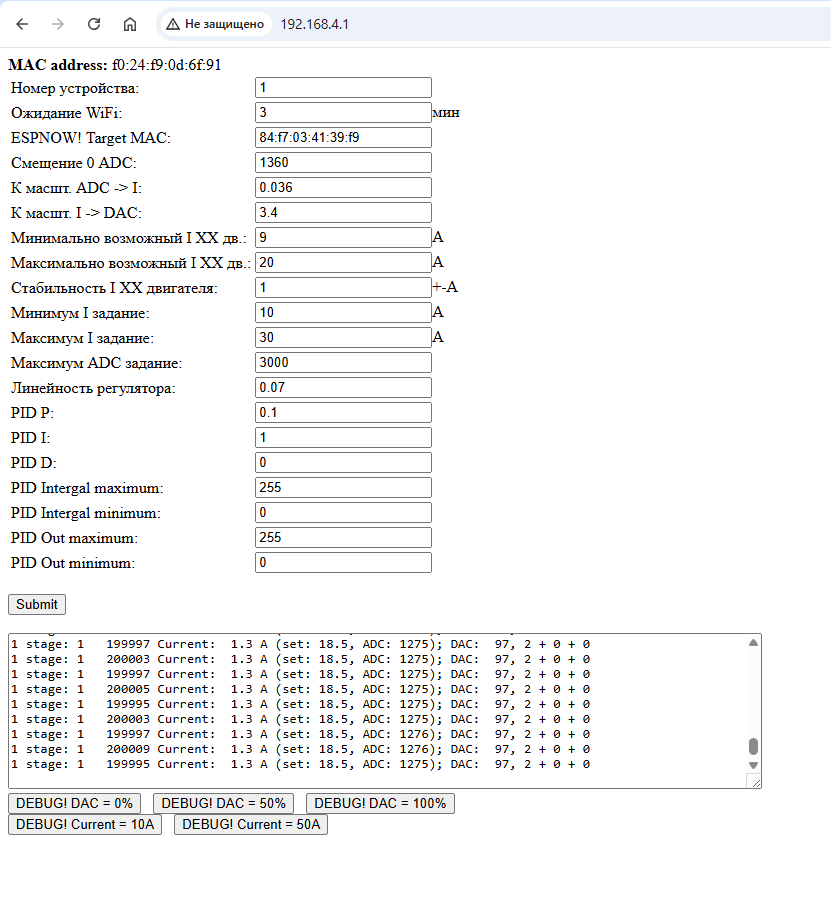 Не защищено 192.168.4.1
MAC address: f0:24:f9:0d:6f:91
Номер устройства: 1
Ожидание WiFi: 3 мин
ESPNOW! Target MAC: 84:f7:03:41:39:f9
Смещение 0 ADC: 1360
К масшт. ADC -> I: 0.036
К масшт. I -> DAC: 3.4
Минимально возможный I XX дв.: 9 А
Максимально возможный I XX дв.: 20 А
Стабильность I XX двигателя: 1 +-А
Минимум I задание: 10 А
Максимум I задание: 30 А
Максимум ADC задание: 3000
Линейность регулятора: 0.07
PID P: 0.1
PID I: 1
PID D: 0
PID Intergal maximum: 255
PID Intergal minimum: 0
PID Out maximum: 255
PID Out minimum: 0
Submit
1 stage: 1 199997 Current: 1.3 A (set: 18.5, ADC: 1275); DAC: 97, 2 + 0 + 0
1 stage: 1 200003 Current: 1.3 A (set: 18.5, ADC: 1275); DAC: 97, 2 + 0 + 0
1 stage: 1 199997 Current: 1.3 A (set: 18.5, ADC: 1275); DAC: 97, 2 + 0 + 0
1 stage: 1 200005 Current: 1.3 A (set: 18.5, ADC: 1275); DAC: 97, 2 + 0 + 0
1 stage: 1 199995 Current: 1.3 A (set: 18.5, ADC: 1275); DAC: 97, 2 + 0 + 0
1 stage: 1 200003 Current: 1.3 A (set: 18.5, ADC: 1275); DAC: 97, 2 + 0 + 0
1 stage: 1 199997 Current: 1.3 A (set: 18.5, ADC: 1276); DAC: 97, 2 + 0 + 0
1 stage: 1 200009 Current: 1.3 A (set: 18.5, ADC: 1276); DAC: 97, 2 + 0 + 0
1 stage: 1 199995 Current: 1.3 A (set: 18.5, ADC: 1275); DAC: 97, 2 + 0 + 0
DEBUG! DAC = 0% DEBUG! DAC = 50% DEBUG! DAC = 100%
DEBUG! Current = 10A DEBUG! Current = 50A